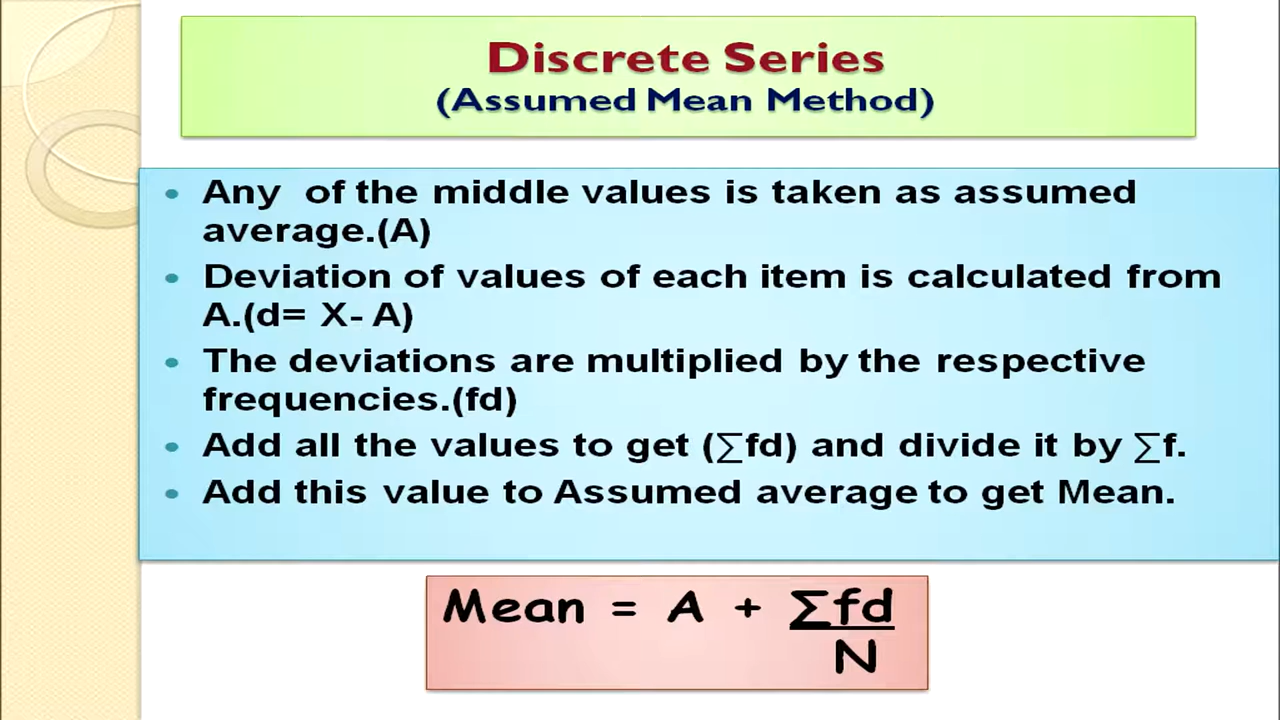 Discrete Series
(Assumed Mean Method)
• Any of the middle values is taken as assumed
average.(A)
• Deviation of values of each item is calculated from
A.(d= X- A)
• The deviations are multiplied by the respective
frequencies.(fd)
• Add all the values to get (∑fd) and divide it by ∑f.
• Add this value to Assumed average to get Mean.
Mean = A + ∑fd
N